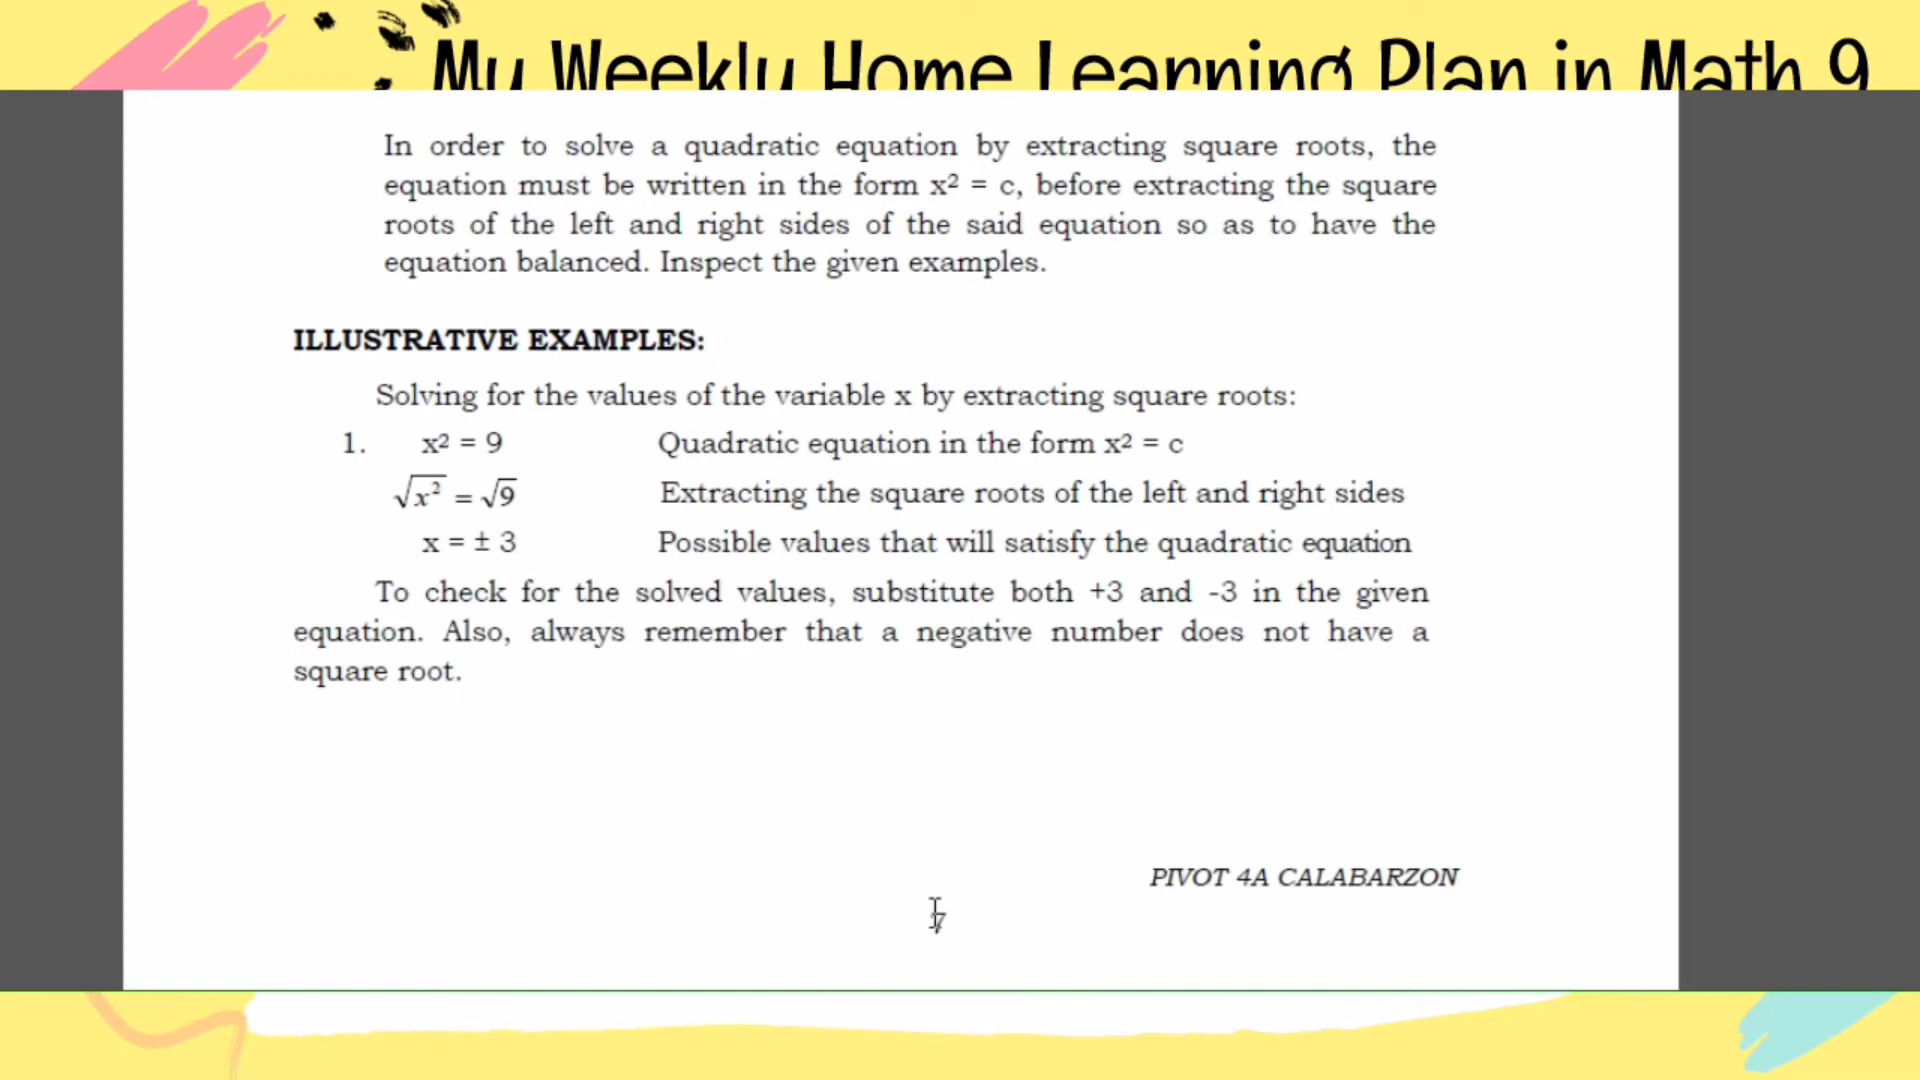 My Weekly Home Learning Plan in Math 9
In order to solve a quadratic equation by extracting square roots, the
equation must be written in the form x² = c, before extracting the square
roots of the left and right sides of the said equation so as to have the
equation balanced. Inspect the given examples.
ILLUSTRATIVE EXAMPLES:
Solving for the values of the variable x by extracting square roots:
1. x² = 9 Quadratic equation in the form x² = c
√x² = √9 Extracting the square roots of the left and right sides
x = ± 3 Possible values that will satisfy the quadratic equation
To check for the solved values, substitute both +3 and -3 in the given
equation. Also, always remember that a negative number does not have a
square root.
PIVOT 4A CALABARZON